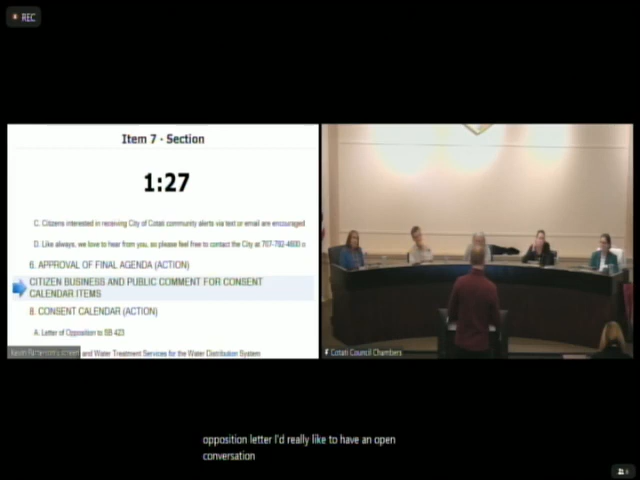 REC
Item 7 - Section
1:27
C. Citizens interested in receiving City of Cotati community alerts via text or email are encouraged
D. Like always, we love to hear from you, so please feel free to contact the City at 707-792-4600 o
6. APPROVAL OF FINAL AGENDA (ACTION)
CITIZEN BUSINESS AND PUBLIC COMMENT FOR CONSENT
CALENDAR ITEMS
8. CONSENT CALENDAR (ACTION)
A. Letter of Opposition to SB 423
screen and Water Treatment Services for the Water Distribution System
Cotati Council Chambers
opposition letter I'd really like to have an open
conversation